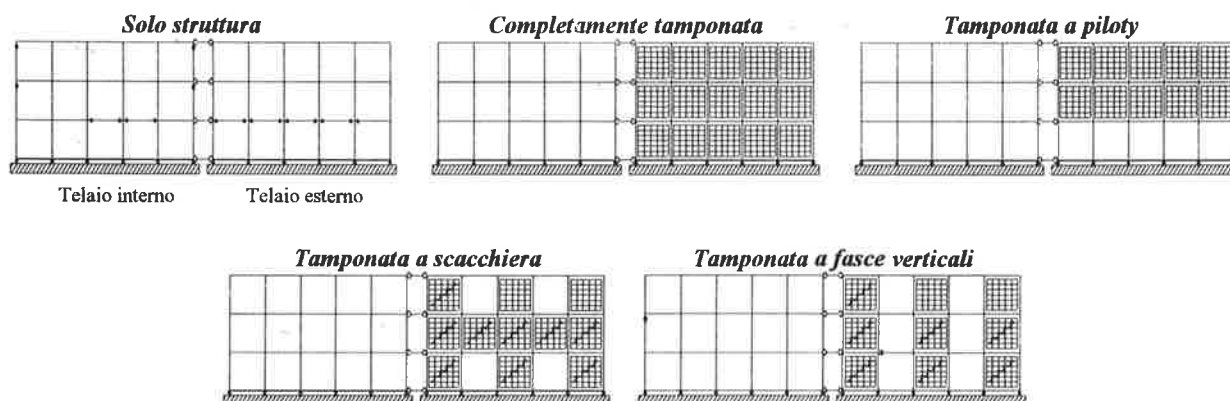 Solo struttura
Completamente tamponata
Tamponata a piloty
Telaio interno
Telaio esterno
Tamponata a scacchiera
Tamponata a fasce verticali